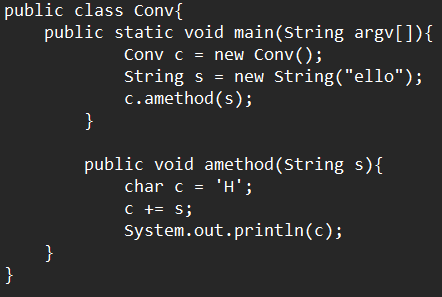 public class Conv{
    public static void main(String argv[]){
            Conv c = new Conv();
            String s = new String("ello");
            c.amethod(s);
        }

        public void amethod(String s){
            char c = 'H';
            c += s;
            System.out.println(c);
    }
}